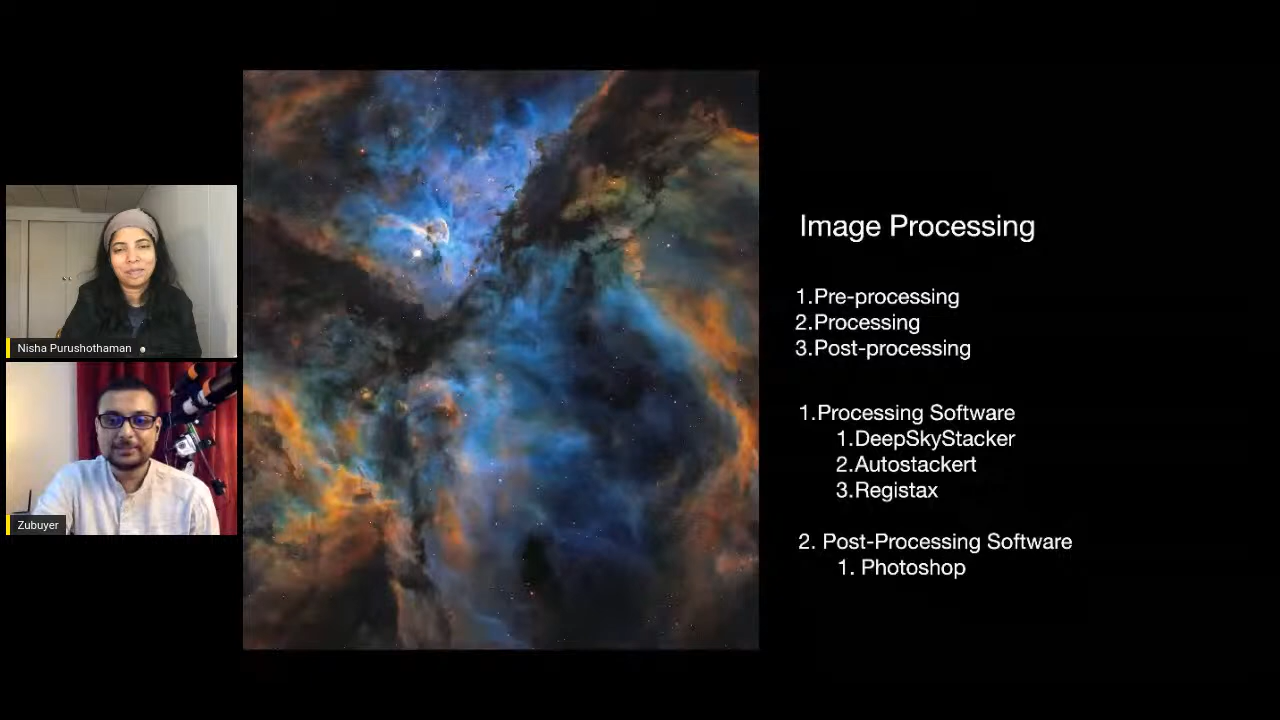 Image Processing
1.Pre-processing
2.Processing
3.Post-processing
1.Processing Software
1.DeepSkyStacker
2.Autostackert
3.Registax
2. Post-Processing Software
1. Photoshop
Nisha Purushothaman
Zubuyer